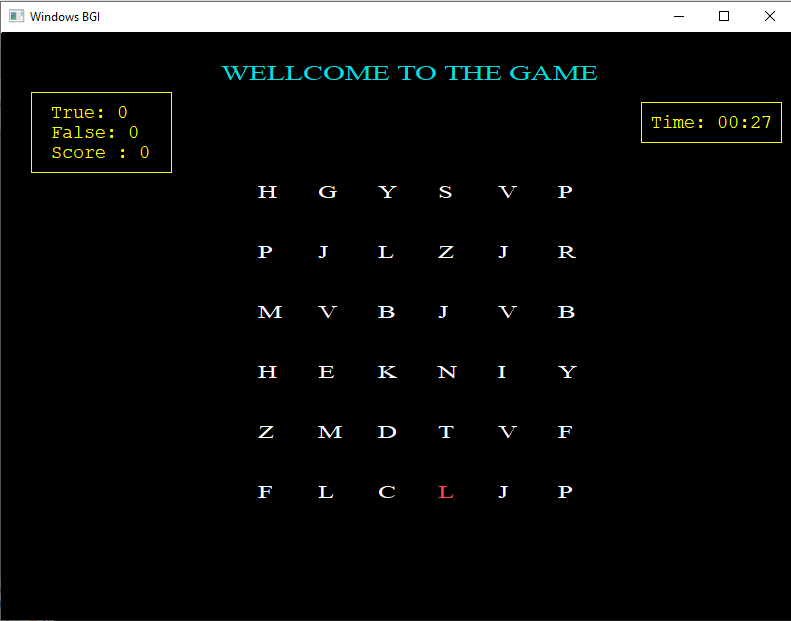 Windows BGI
WELLCOME TO THE GAME
True: 0
False: 0
Score : 0
Time: 00:27
H G Y S V P
P J L Z J R
M V B J V B
H E K N I Y
Z M D T V F
F L C L J P